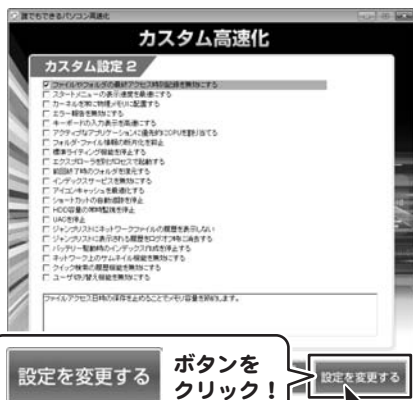 誰でもできるパソコン高速化
カスタム高速化
カスタム設定 2
ファイルやフォルダの最終アクセス時刻記録を無効にする
スタートメニューの表示速度を最速にする
カーネルを常に物理メモリに配置する
エラー報告を無効にする
キーボードの入力表示を高速にする
アクティブなアプリケーションに優先的にCPUを割り当てる
フォルダ・ファイル情報の断片化を抑止
標準ライティング機能を停止する
エクスプローラを別プロセスで起動する
前回終了時のフォルダを復元する
インデックスサービスを無効にする
アイコンキャッシュを最適化する
ショートカットの自動追跡を停止
HDD容量の常時監視を停止
UACを停止
ジャンプリストにネットワークファイルの履歴を表示しない
ジャンプリストに表示される履歴をログオフ時に消去する
バッテリー駆動時のインデックス作成を停止する
ネットワーク上のサムネイル機能を無効にする
クイック検索の履歴機能を無効にする
ユーザ切り替え機能を無効にする
ファイルアクセス日時の保存を止めることでメモリ容量を節約します。
設定を変更する
ボタンを
クリック！
設定を変更する